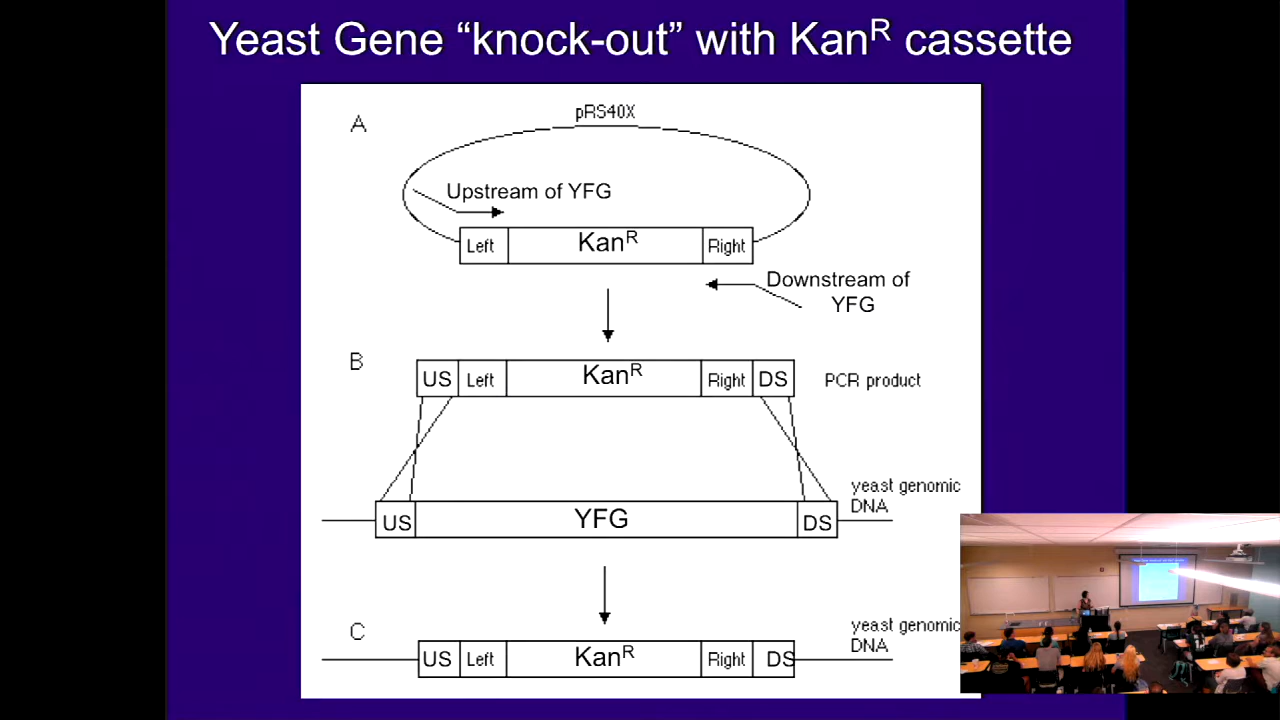 Yeast Gene “knock-out” with Kanᴿ cassette
A
pRS40X
Upstream of YFG
Left
Kanᴿ
Right
Downstream of
YFG
B
US
Left
Kanᴿ
Right
DS
PCR product
yeast genomic
DNA
US
YFG
DS
C
yeast genomic
DNA
US
Left
Kanᴿ
Right
DS